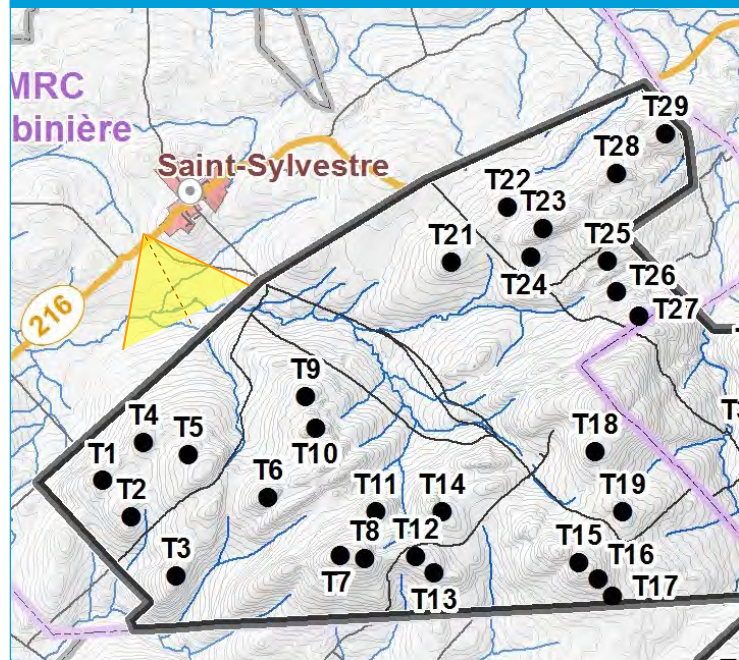 MRC
binière
Saint-Sylvestre
216
T29
T28
T22
T23
T21
T24
T25
T26
T27
T9
T4
T5
T10
T18
T1
T2
T6
T11
T14
T19
T8
T12
T3
T7
T13
T15
T16
T17